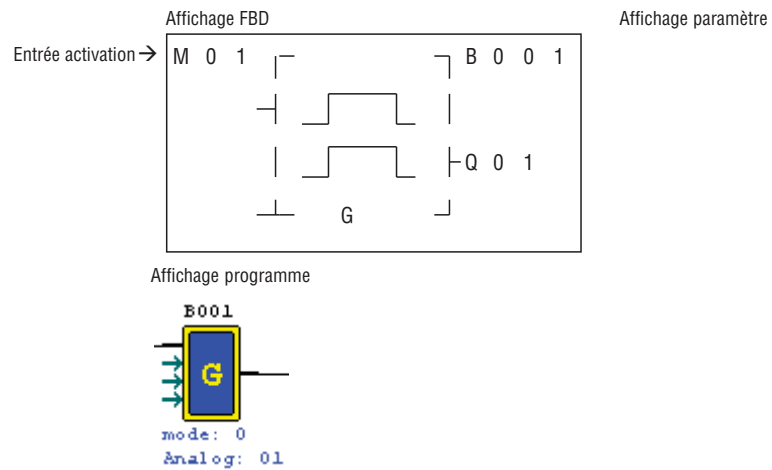 Affichage FBD
Affichage paramètre
Entrée activation →
M 0 1
B 0 0 1
Q 0 1
G
Affichage programme
B001
G
mode: 0
Analog: 01